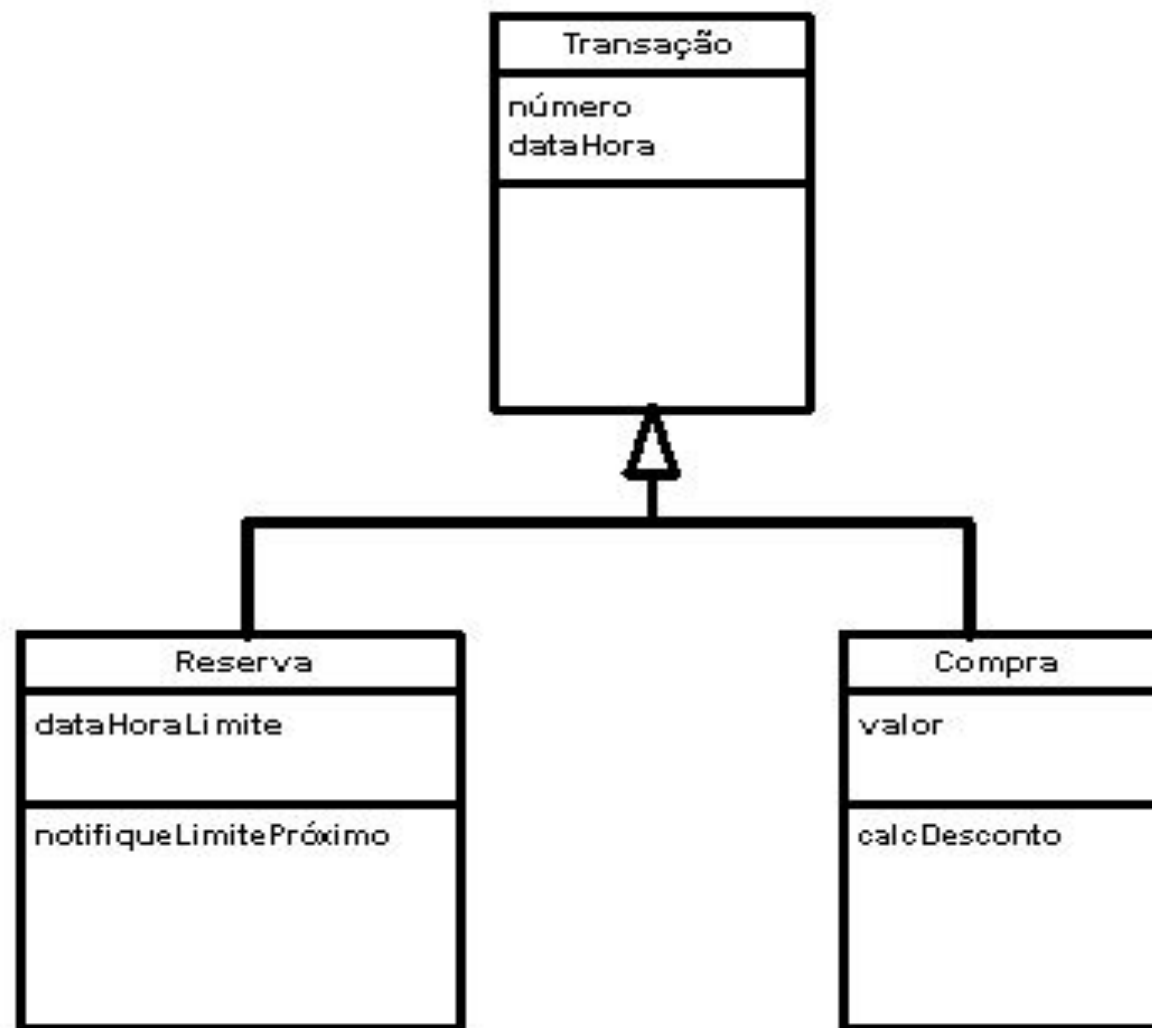 Transação
número
dataHora
Reserva
dataHoraLimite
notifiqueLimitePróximo
Compra
valor
calcDesconto